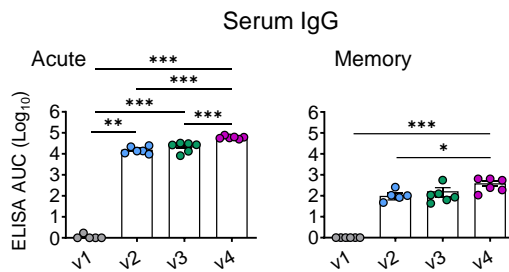 Serum IgG
Acute
Memory
***
***
***
***
**
***
*
ELISA AUC (Log10)
6
5
4
3
2
1
0
v1
v2
v3
v4
6
5
4
3
2
1
0
v1
v2
v3
v4